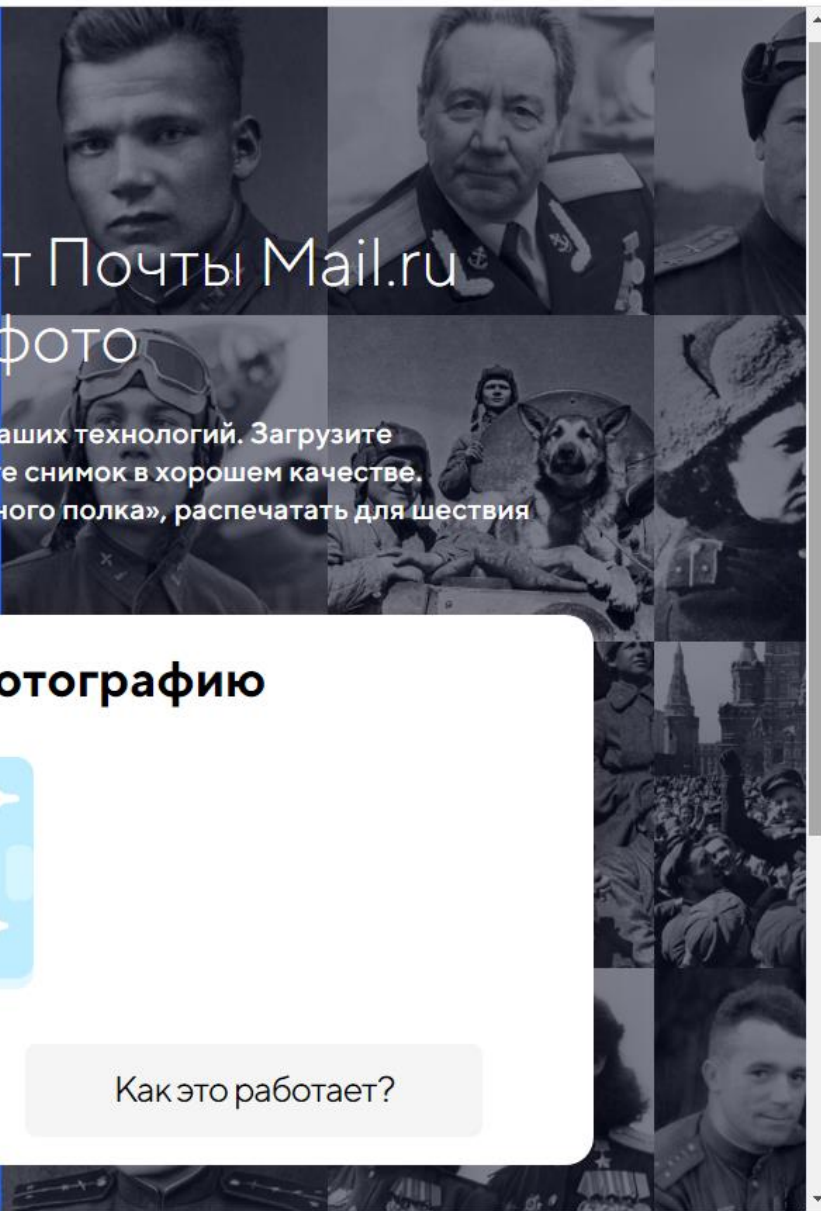 т Почты Mail.ru
фото
аших технологий. Загрузите
е снимок в хорошем качестве.
ного полка», распечатать для шествия
отографию
Как это работает?